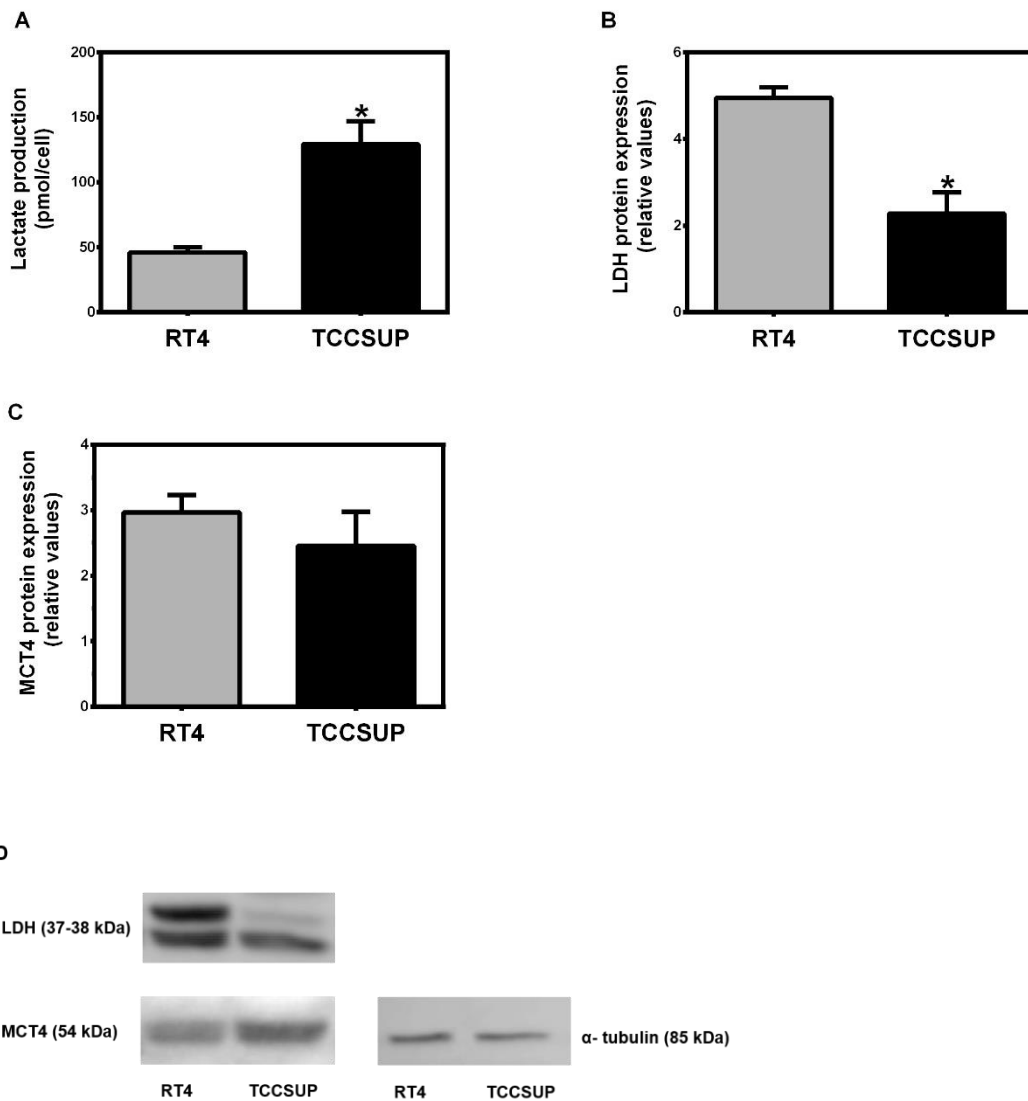 A
Lactate production
(pmol/cell)
200
150
100
50
0
*
RT4
TCCSUP
B
LDH protein expression
(relative values)
6
4
2
0
*
RT4
TCCSUP
C
MCT4 protein expression
(relative values)
4
3
2
1
0
RT4
TCCSUP
D
LDH (37-38 kDa)
MCT4 (54 kDa)
α- tubulin (85 kDa)
RT4
TCCSUP
RT4
TCCSUP